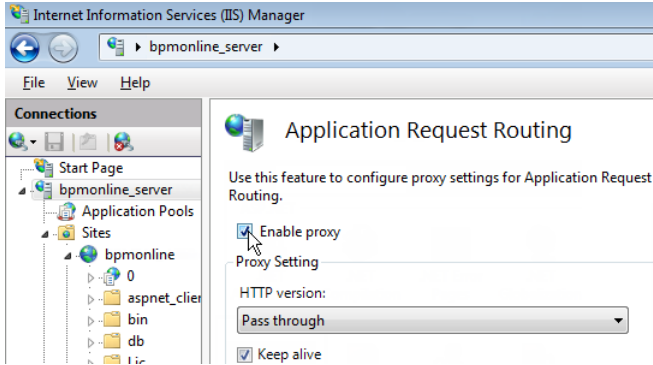 Internet Information Services (IIS) Manager
bpmonline_server
File View Help
Connections
Start Page
bpmonline_server
Application Pools
Sites
bpmonline
0
aspnet_clier
bin
db
Lic
Application Request Routing
Use this feature to configure proxy settings for Application Request
Routing.
Enable proxy
Proxy Setting
HTTP version:
Pass through
Keep alive